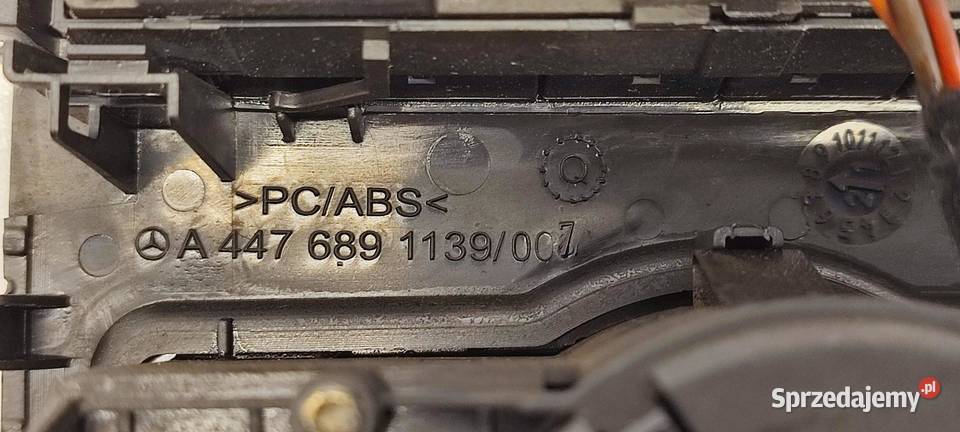 >PC/ABS<
A 447 689 1139/007
Sprzedajemy.pl